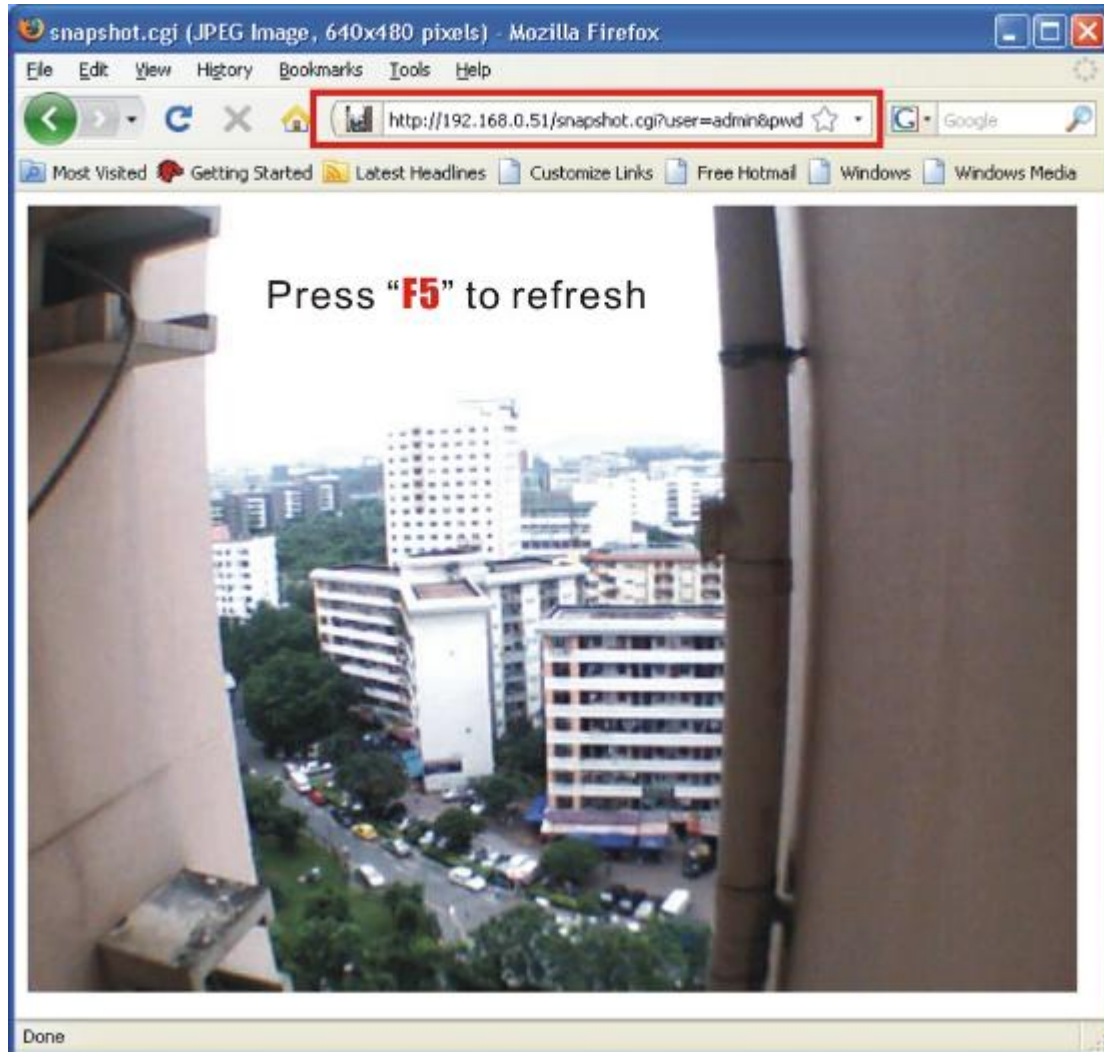 snapshot.cgi (JPEG Image, 640x480 pixels) - Mozilla Firefox
File Edit View History Bookmarks Tools Help
http://192.168.0.51/snapshot.cgi?user=admin&pwd
Google
Most Visited Getting Started Latest Headlines Customize Links Free Hotmail Windows Windows Media
Press “F5” to refresh
Done